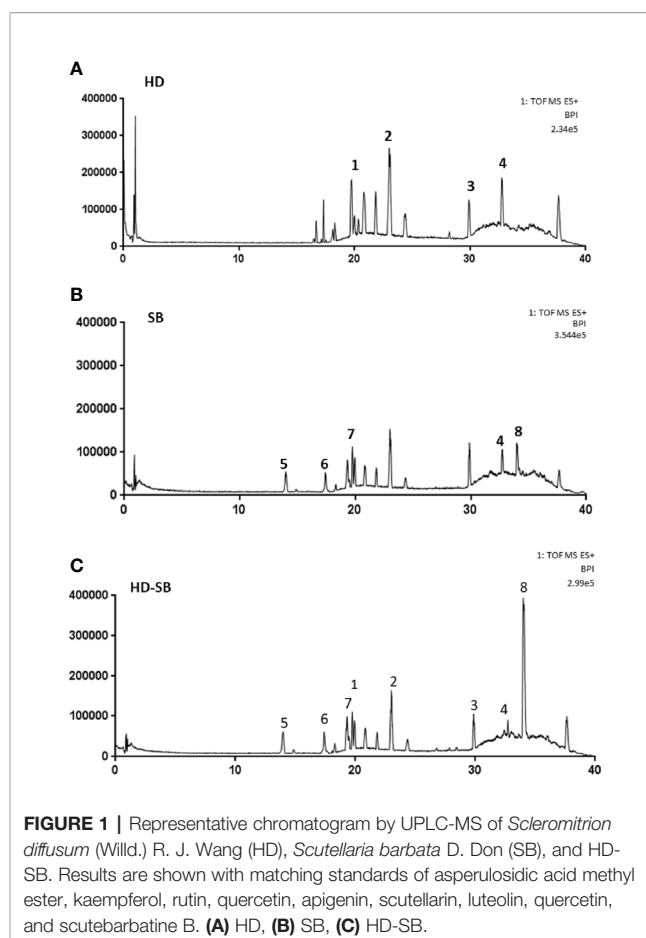 A
HD
1: TOF MS ES+
BPI
2.34e5
400000
300000
200000
100000
0
1
2
3
4
0
10
20
30
40
B
SB
1: TOF MS ES+
BPI
3.544e5
400000
300000
200000
100000
0
5
6
7
4
8
0
10
20
30
40
C
HD-SB
1: TOF MS ES+
BPI
2.99e5
400000
300000
200000
100000
0
5
6
7
1
2
3
4
8
0
10
20
30
40
FIGURE 1 | Representative chromatogram by UPLC-MS of Scleromitrion
diffusum (Willd.) R. J. Wang (HD), Scutellaria barbata D. Don (SB), and HD-
SB. Results are shown with matching standards of asperulosidic acid methyl
ester, kaempferol, rutin, quercetin, apigenin, scutellarin, luteolin, quercetin,
and scutebarbatine B. (A) HD, (B) SB, (C) HD-SB.